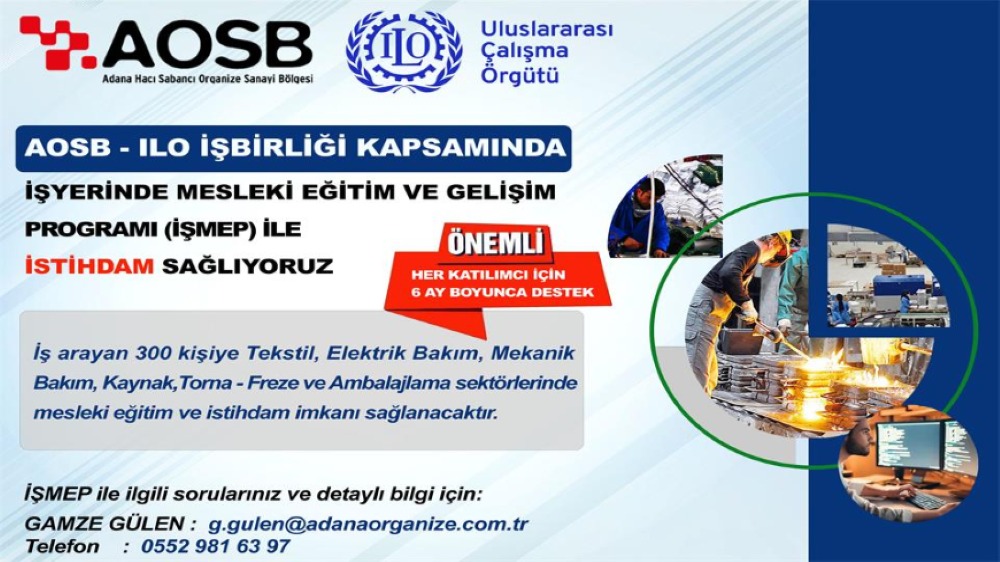 AOSB
Adana Hacı Sabancı Organize Sanayi Bölgesi
ILO
Uluslararası
Çalışma
Örgütü
AOSB - ILO İŞBİRLİĞİ KAPSAMINDA
İŞYERİNDE MESLEKİ EĞİTİM VE GELİŞİM
PROGRAMI (İŞMEP) İLE
İSTİHDAM SAĞLIYORUZ
ÖNEMLİ
HER KATILIMCI İÇİN
6 AY BOYUNCA DESTEK
İş arayan 300 kişiye Tekstil, Elektrik Bakım, Mekanik
Bakım, Kaynak,Torna - Freze ve Ambalajlama sektörlerinde
mesleki eğitim ve istihdam imkanı sağlanacaktır.
İŞMEP ile ilgili sorularınız ve detaylı bilgi için:
GAMZE GÜLEN : g.gulen@adanaorganize.com.tr
Telefon : 0552 981 63 97